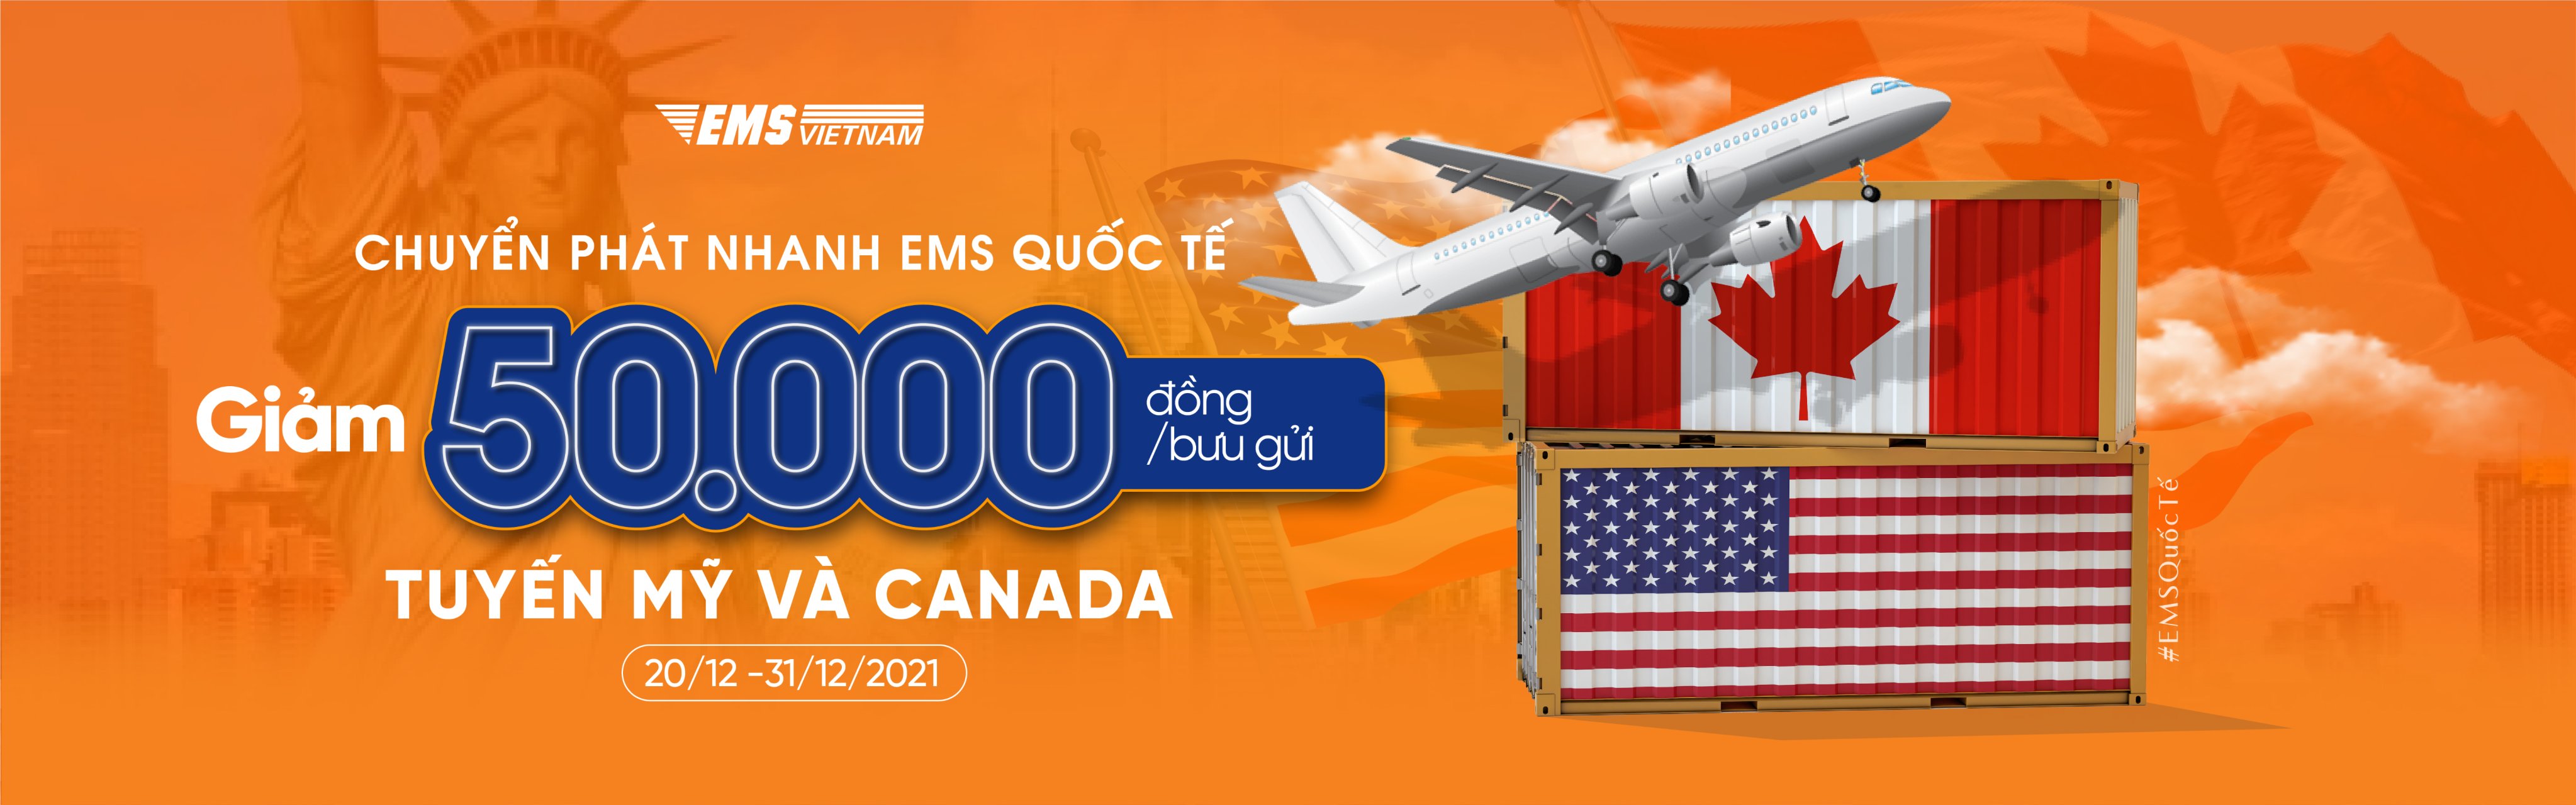 EMS VIETNAM
CHUYỂN PHÁT NHANH EMS QUỐC TẾ
Giảm 50.000 đồng
/bưu gửi
TUYẾN MỸ VÀ CANADA
20/12 -31/12/2021
#EMSQuốcTế